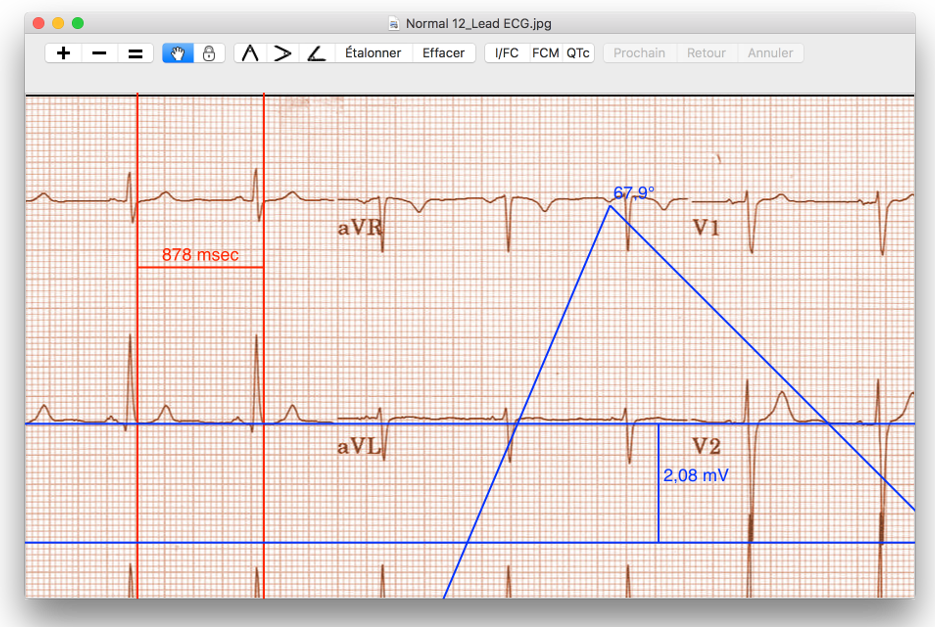 Normal 12_Lead ECG.jpg
+ − = Étalonner Effacer I/FC FCM QTc Prochain Retour Annuler
67,9°
aVR V1
878 msec
aVL V2
2,08 mV